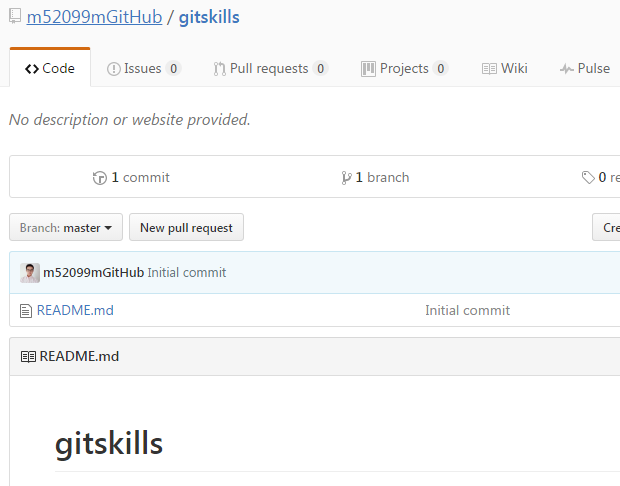 m52099mGitHub / gitskills
Code Issues 0 Pull requests 0 Projects 0 Wiki Pulse
No description or website provided.
1 commit 1 branch 0 re
Branch: master New pull request Cre
m52099mGitHub Initial commit
README.md Initial commit
README.md
gitskills